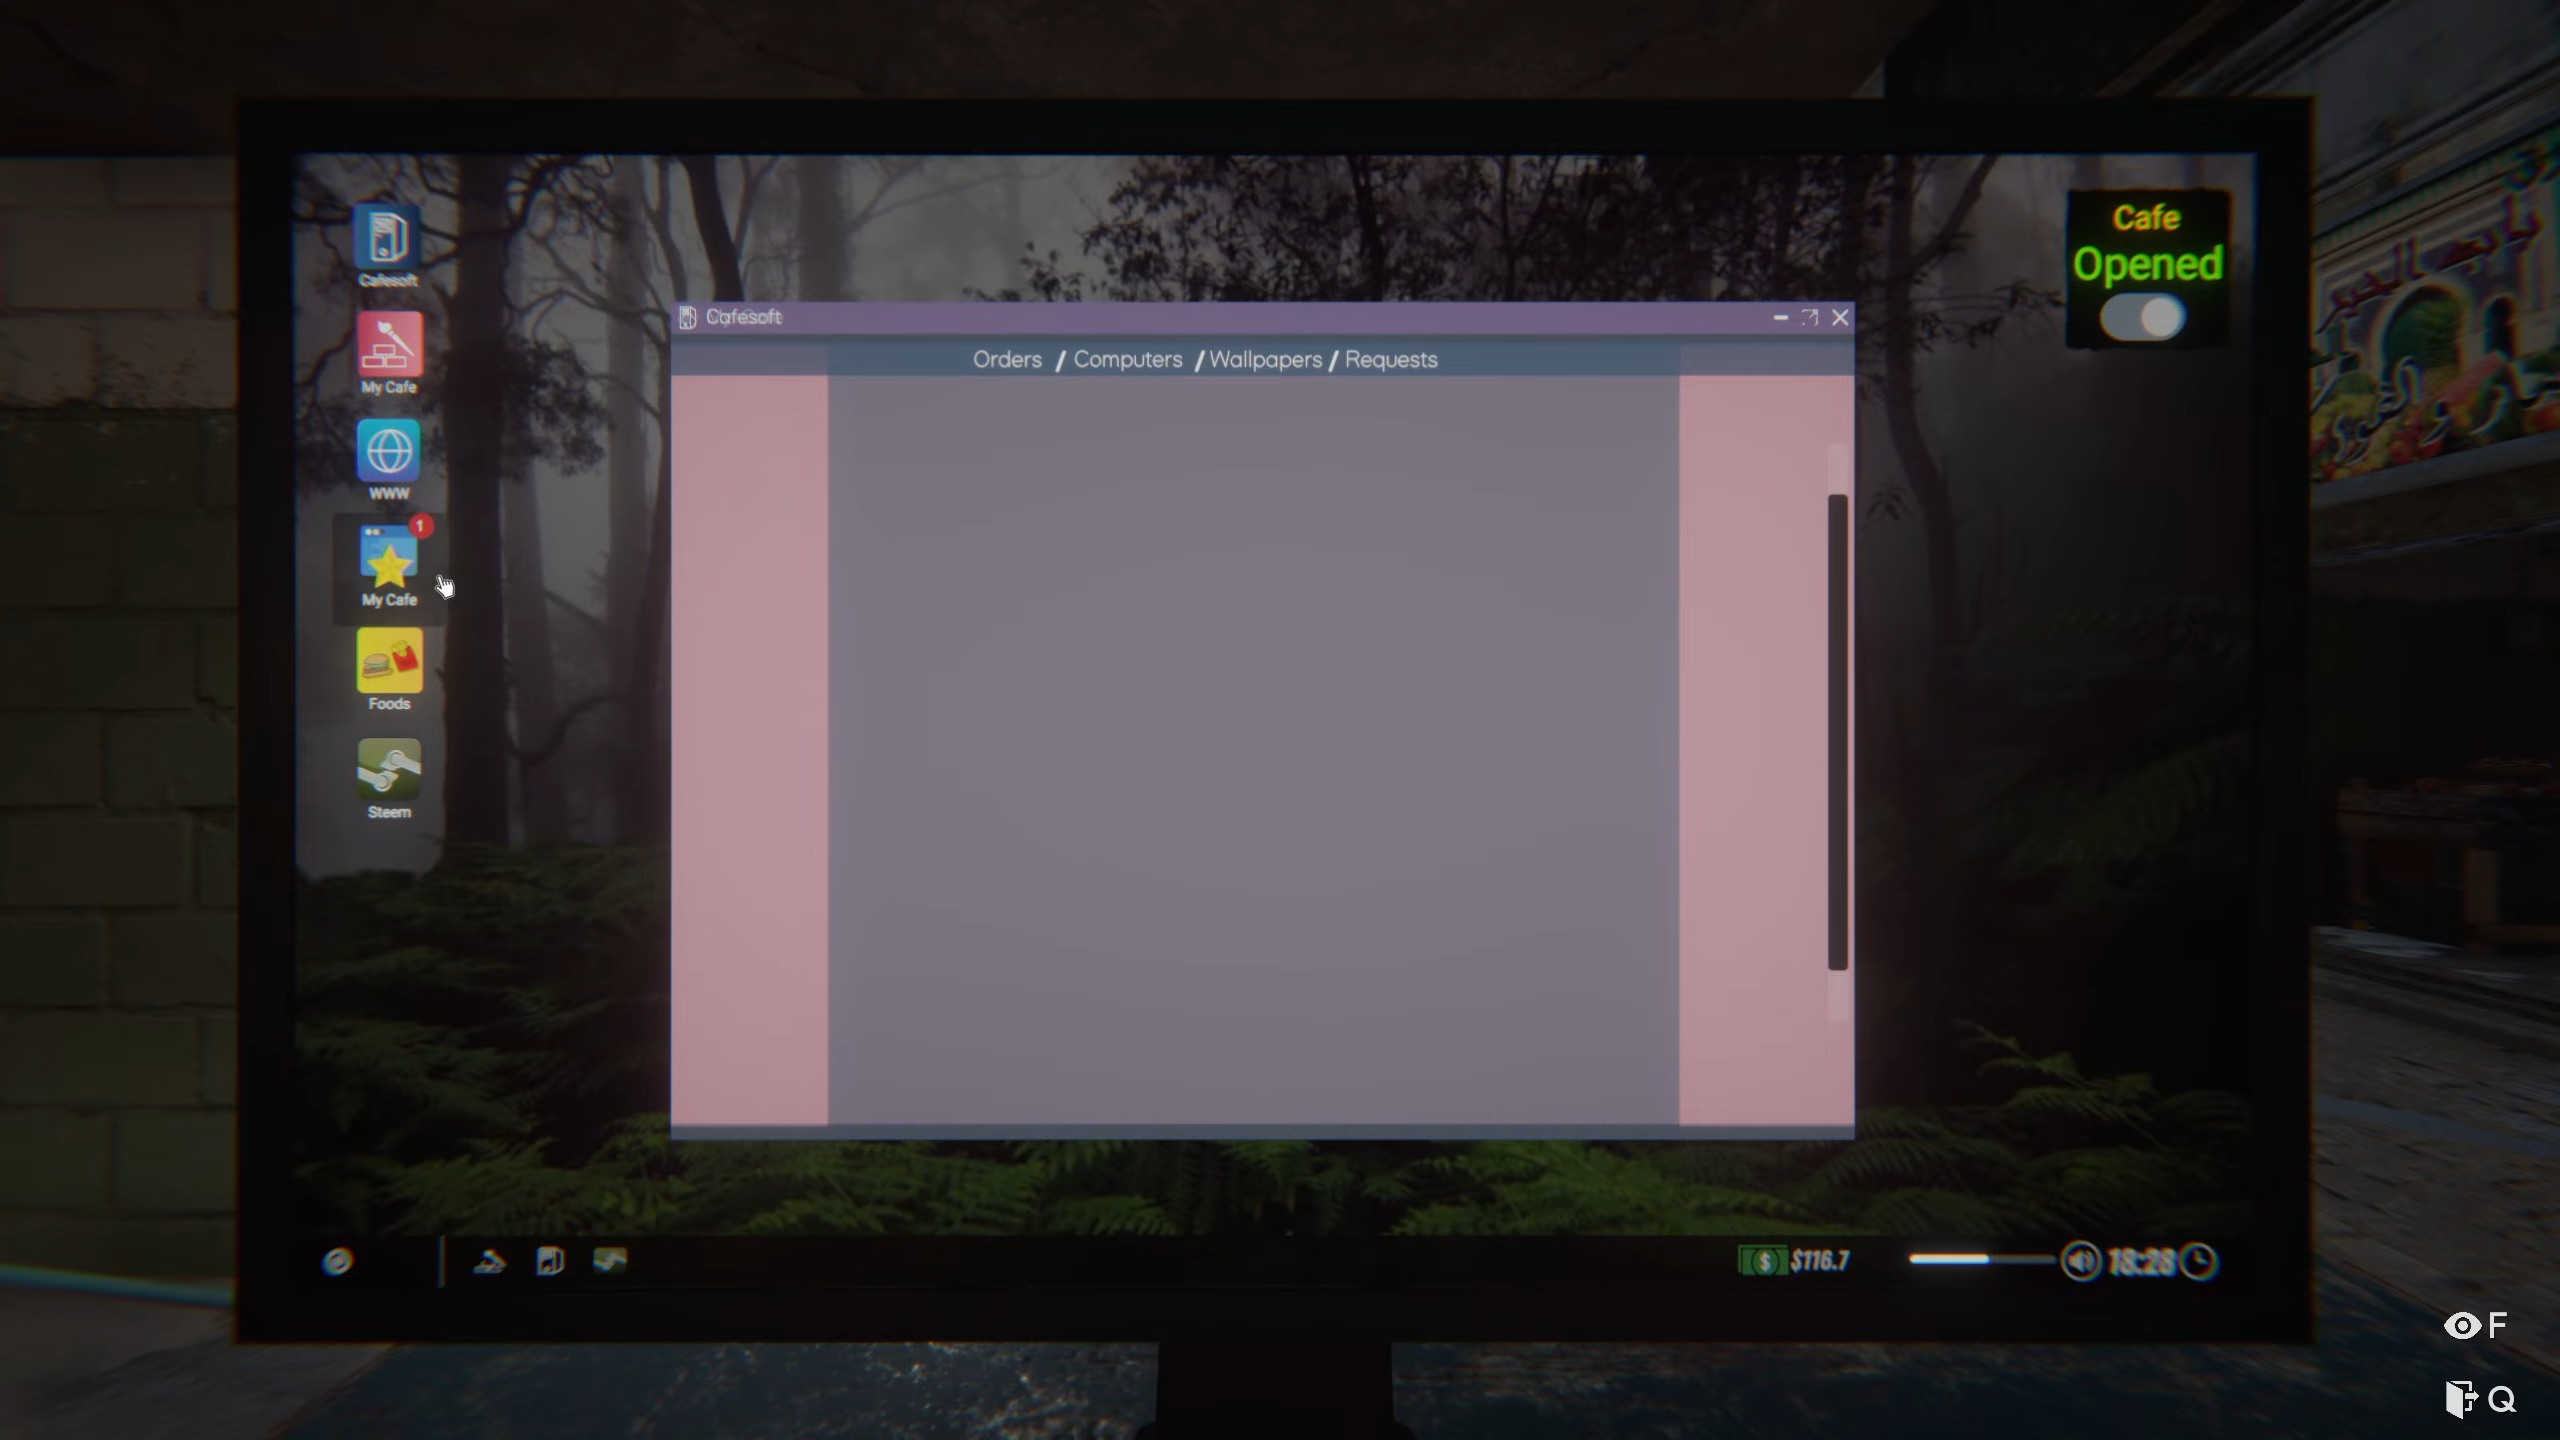 Cafe
Opened
Cafesoft
My Cafe
WWW
1
My Cafe
Foods
Steem
Orders / Computers / Wallpapers / Requests
$116.7
18:28
F
Q